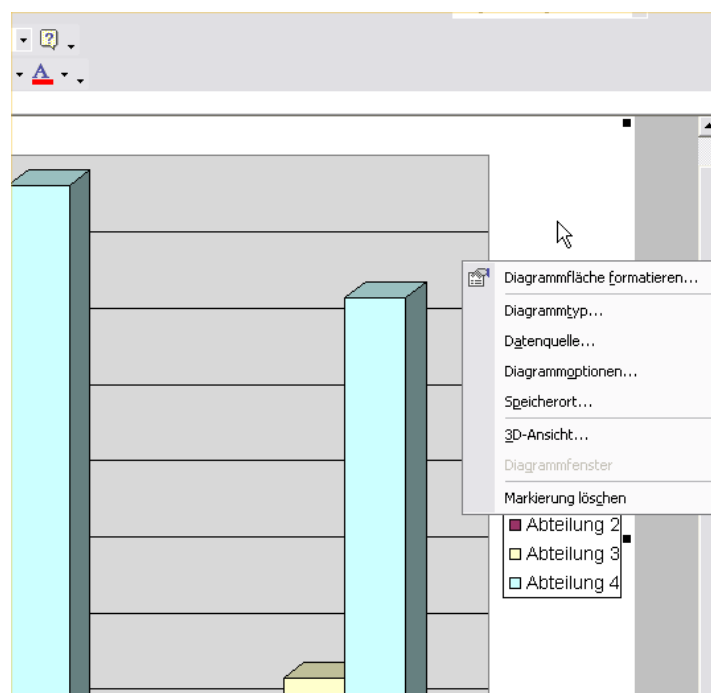 A
Diagrammfläche formatieren...
Diagrammtyp...
Datenquelle...
Diagrammoptionen...
Speicherort...
3D-Ansicht...
Diagrammfenster
Markierung löschen
Abteilung 2
Abteilung 3
Abteilung 4